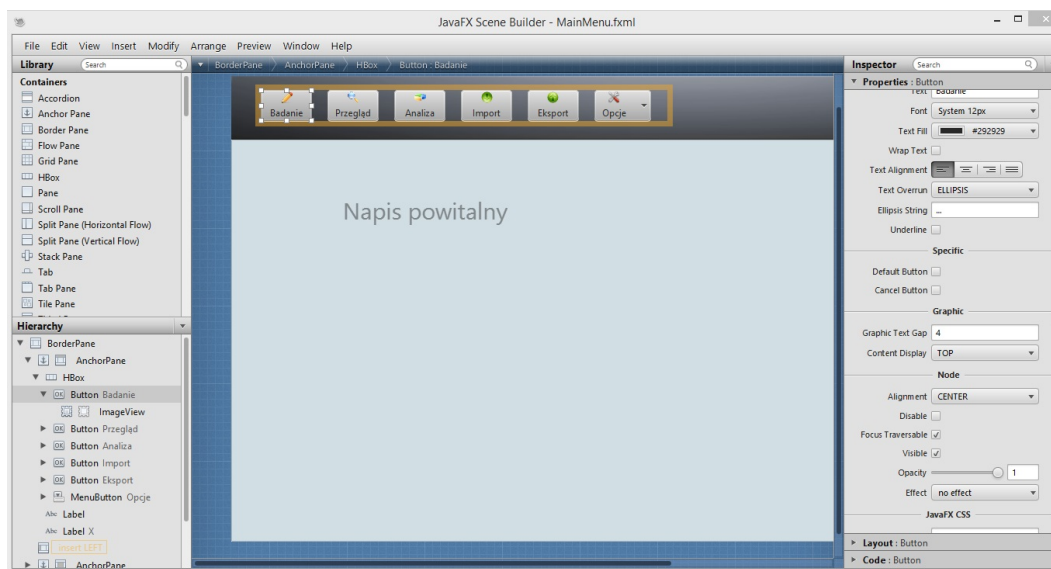 JavaFX Scene Builder - MainMenu.fxml
File Edit View Insert Modify Arrange Preview Window Help
Library Search
BorderPane AnchorPane HBox Button : Badanie
Inspector Search
Containers
Accordion
Anchor Pane
Border Pane
Flow Pane
Grid Pane
HBox
Pane
Scroll Pane
Split Pane (Horizontal Flow)
Split Pane (Vertical Flow)
Stack Pane
Tab
Tab Pane
Tile Pane
Hierarchy
BorderPane
AnchorPane
HBox
OK Button Badanie
ImageView
OK Button Przegląd
OK Button Analiza
OK Button Import
OK Button Eksport
MenuButton Opcje
Abc Label
Abc Label X
insert LEFT
AnchorPane
Badanie Przegląd Analiza Import Eksport Opcje
Napis powitalny
Properties : Button
Text Badanie
Font System 12px
Text Fill #292929
Wrap Text
Text Alignment
Text Overrun ELLIPSIS
Ellipsis String ...
Underline
Specific
Default Button
Cancel Button
Graphic
Graphic Text Gap 4
Content Display TOP
Node
Alignment CENTER
Disable
Focus Traversable
Visible
Opacity 1
Effect no effect
JavaFX CSS
Layout : Button
Code : Button